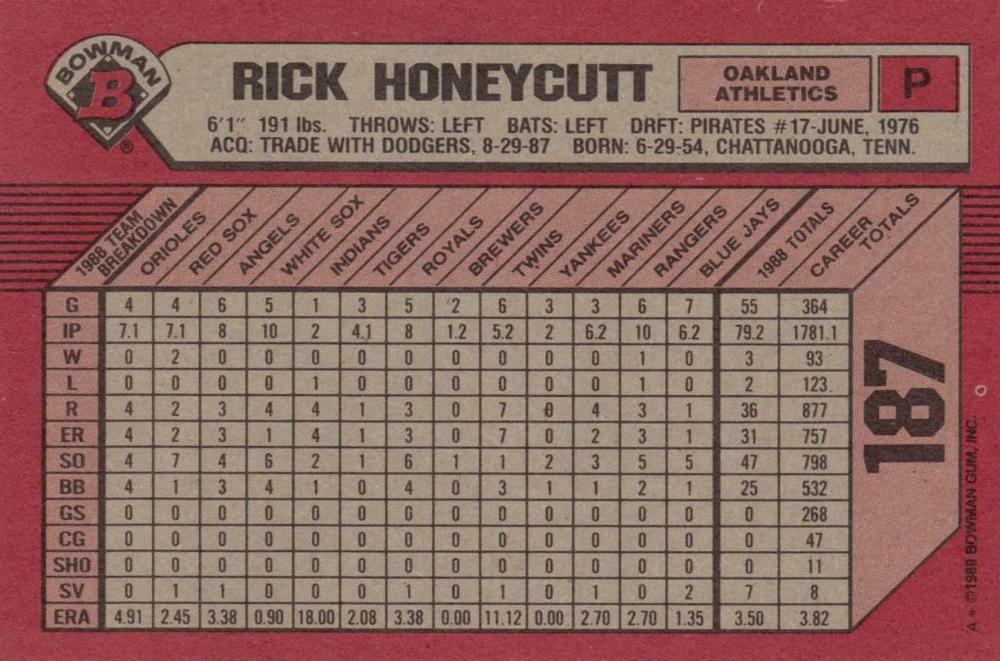 BOWMAN
B
®
RICK HONEYCUTT
OAKLAND
ATHLETICS
P
6'1" 191 lbs. THROWS: LEFT BATS: LEFT DRFT: PIRATES #17-JUNE, 1976
ACQ: TRADE WITH DODGERS, 8-29-87 BORN: 6-29-54, CHATTANOOGA, TENN.
1988 TEAM BREAKDOWN ORIOLES RED SOX ANGELS WHITE SOX INDIANS TIGERS ROYALS BREWERS TWINS YANKEES MARINERS RANGERS BLUE JAYS 1988 TOTALS CAREER TOTALS
G 4 4 6 5 1 3 5 2 6 3 3 6 7 55 364
IP 7.1 7.1 8 10 2 4.1 8 1.2 5.2 2 6.2 10 6.2 79.2 1781.1
W 0 2 0 0 0 0 0 0 0 0 0 1 0 3 93
L 0 0 0 0 1 0 0 0 0 0 0 1 0 2 123
R 4 2 3 4 4 1 3 0 7 0 4 3 1 36 877
ER 4 2 3 1 4 1 3 0 7 0 2 3 1 31 757
SO 4 7 4 6 2 1 6 1 1 2 3 5 5 47 798
BB 4 1 3 4 1 0 4 0 3 1 1 2 1 25 532
GS 0 0 0 0 0 0 0 0 0 0 0 0 0 0 268
CG 0 0 0 0 0 0 0 0 0 0 0 0 0 0 47
SHO 0 0 0 0 0 0 0 0 0 0 0 0 0 0 11
SV 0 1 1 0 0 0 1 0 1 0 1 0 2 7 8
ERA 4.91 2.45 3.38 0.90 18.00 2.08 3.38 0.00 11.12 0.00 2.70 2.70 1.35 3.50 3.82
187
A * ©1989 BOWMAN GUM, INC.